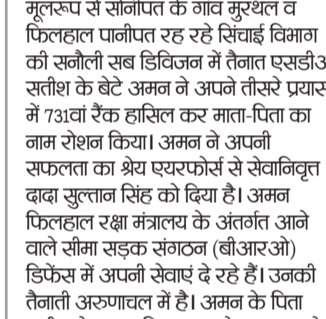 मूलरूप से सोनीपत के गांव मुरथल व
फिलहाल पानीपत रह रहे सिंचाई विभाग
की सनौली सब डिविजन में तैनात एसडीओ
सतीश के बेटे अमन ने अपने तीसरे प्रयास
में 731वां रैंक हासिल कर माता-पिता का
नाम रोशन किया। अमन ने अपनी
सफलता का श्रेय एयरफोर्स से सेवानिवृत्त
दादा सुल्तान सिंह को दिया है। अमन
फिलहाल रक्षा मंत्रालय के अंतर्गत आने
वाले सीमा सड़क संगठन (बीआरओ)
डिफेंस में अपनी सेवाएं दे रहे हैं। उनकी
तैनाती अरुणाचल में है। अमन के पिता